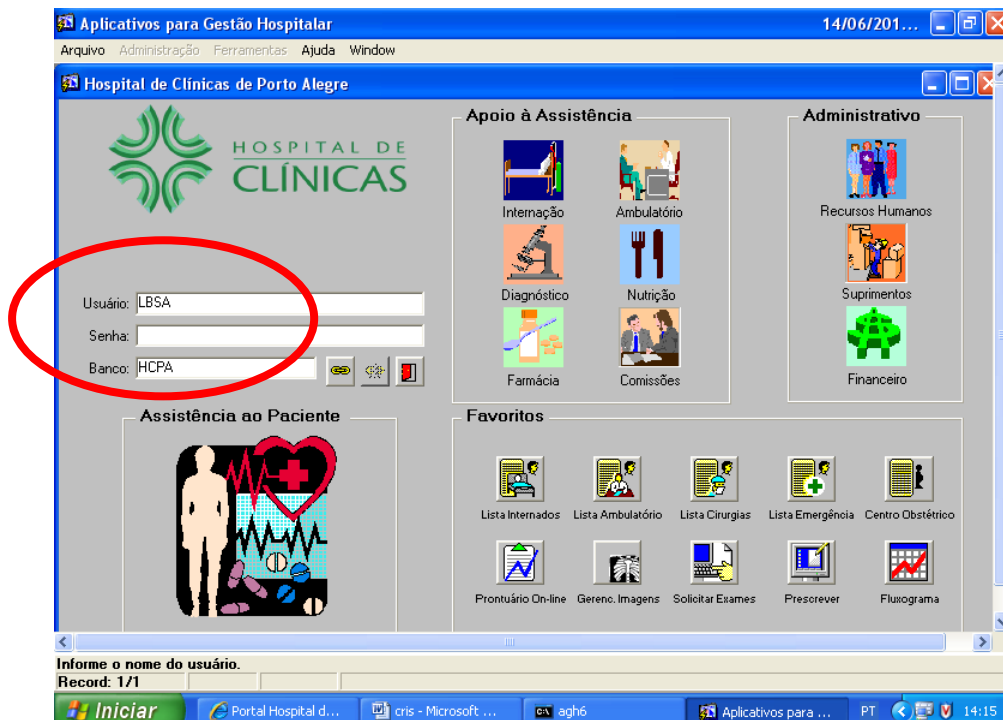 Aplicativos para Gestão Hospitalar 14/06/201...
Arquivo Administração Ferramentas Ajuda Window
Hospital de Clínicas de Porto Alegre
HOSPITAL DE
CLÍNICAS
Usuário: LBSA
Senha:
Banco: HCPA
Apoio à Assistência
Internação Ambulatório
Diagnóstico Nutrição
Farmácia Comissões
Administrativo
Recursos Humanos
Suprimentos
Financeiro
Assistência ao Paciente
Favoritos
Lista Internados Lista Ambulatório Lista Cirurgias Lista Emergência Centro Obstétrico
Prontuário On-line Gerenc. Imagens Solicitar Exames Prescrever Fluxograma
Informe o nome do usuário.
Record: 1/1
Iniciar Portal Hospital d... cris - Microsoft ... agh6 Aplicativos para ... PT 14:15